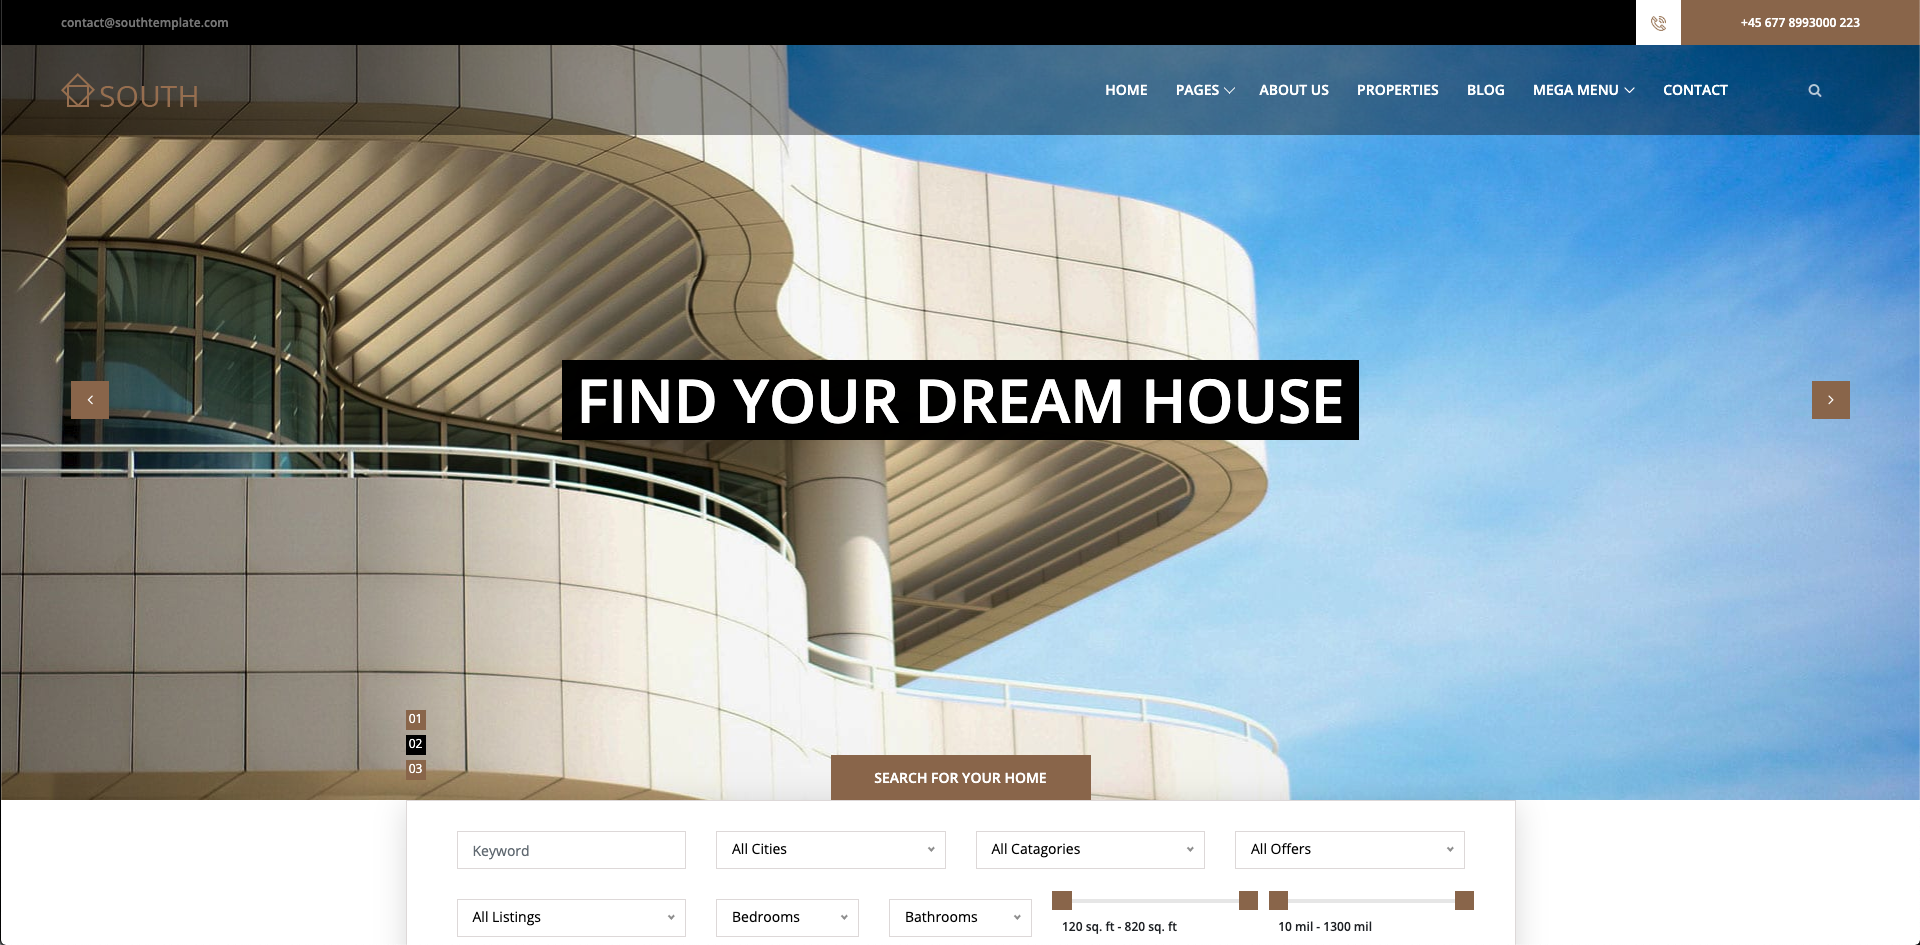 contact@southtemplate.com
+45 677 8993000 223
SOUTH
HOME PAGES ABOUT US PROPERTIES BLOG MEGA MENU CONTACT
FIND YOUR DREAM HOUSE
01
02
03
SEARCH FOR YOUR HOME
Keyword All Cities All Catagories All Offers
All Listings Bedrooms Bathrooms
120 sq. ft - 820 sq. ft 10 mil - 1300 mil